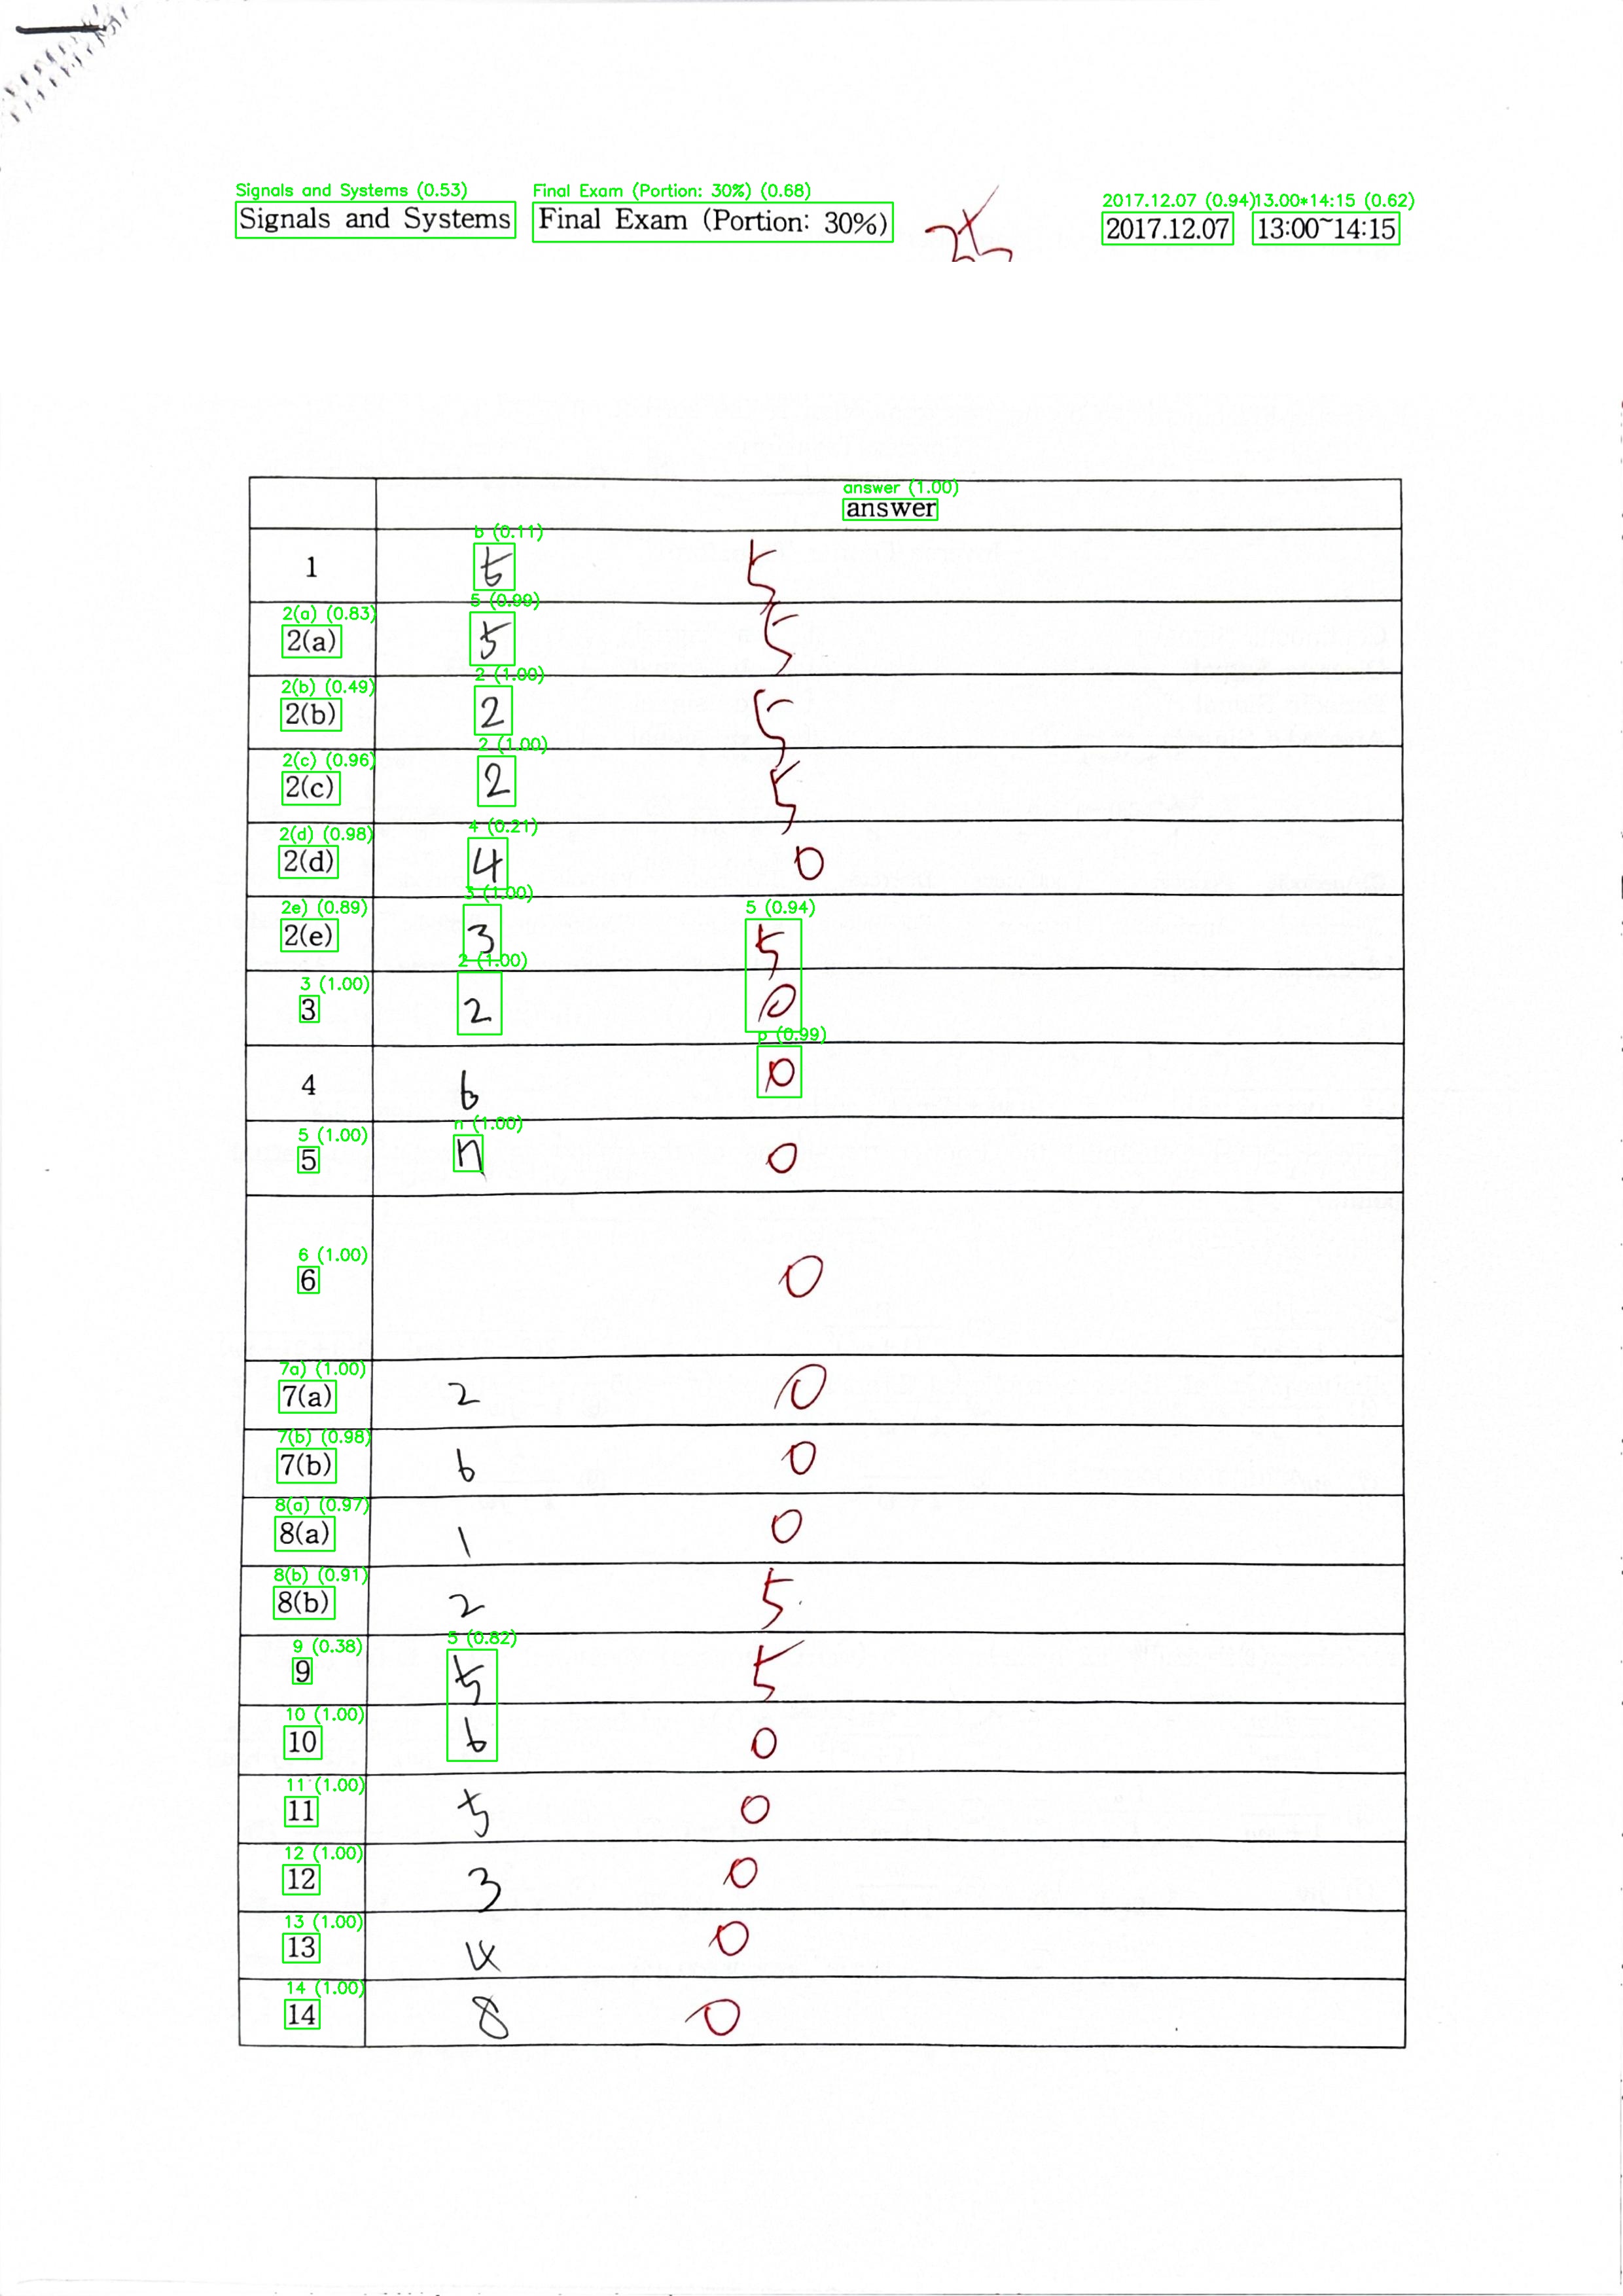 Signals and Systems (0.53) Final Exam (Portion: 30%) (0.68) 2017.12.07 (0.94) 13.00*14:15 (0.62)
Signals and Systems Final Exam (Portion: 30%) 2017.12.07 13:00~14:15
answer (1.00)
answer
b (0.11)
1 5 5
2(a) (0.83) 5 (0.99)
2(a) 5 5
2(b) (0.49) 2 (1.00)
2(b) 2 5
2(c) (0.96) 2 (1.00)
2(c) 2 5
2(d) (0.98) 4 (0.21)
2(d) 4 0
2e) (0.89) 3 (1.00) 5 (0.94)
2(e) 3 5
3 (1.00) 2 (1.00)
3 2 0
p (0.99)
4 6 0
5 (1.00) n (1.00)
5 7 0
6 (1.00)
6 0
7a) (1.00)
7(a) 2 0
7(b) (0.98)
7(b) 6 0
8(a) (0.97)
8(a) 1 0
8(b) (0.91)
8(b) 2 5
9 (0.38) 5 (0.82)
9 5 5
10 (1.00)
10 6 0
11 (1.00)
11 5 0
12 (1.00)
12 3 0
13 (1.00)
13 4 0
14 (1.00)
14 8 0